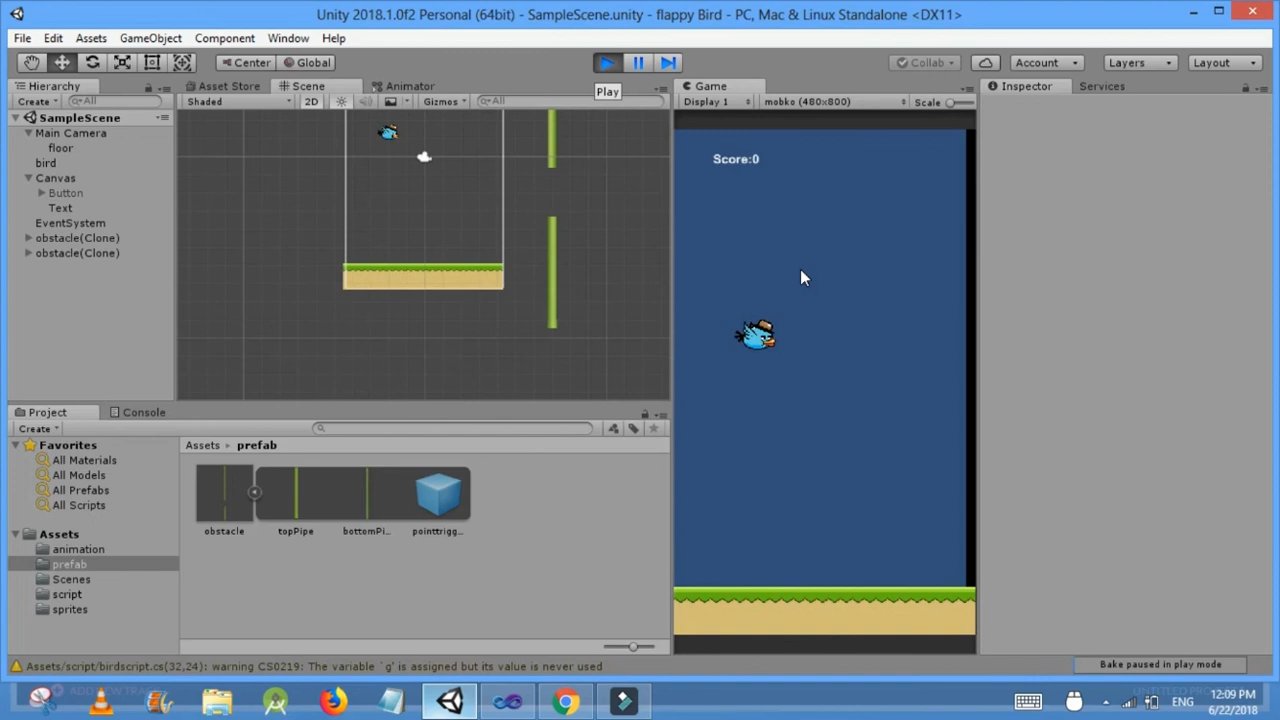 Unity 2018.1.0f2 Personal (64bit) - SampleScene.unity - flappy Bird - PC, Mac & Linux Standalone <DX11>
File Edit Assets GameObject Component Window Help
Center Global Collab Account Layers Layout
Hierarchy Asset Store Scene Animator Play Game Inspector Services
Create All Shaded 2D Gizmos All Display 1 mobko (480x800) Scale
SampleScene
Main Camera
floor
bird
Canvas
Button
Text
EventSystem
obstacle(Clone)
obstacle(Clone)
Score:0
Project Console
Create
Favorites
All Materials
All Models
All Prefabs
All Scripts
Assets
animation
prefab
Scenes
script
sprites
Assets prefab
obstacle topPipe bottomPi... pointtrigg...
Assets/script/birdscript.cs(32,24): warning CS0219: The variable `g' is assigned but its value is never used
Bake paused in play mode
ENG
12:09 PM
6/22/2018